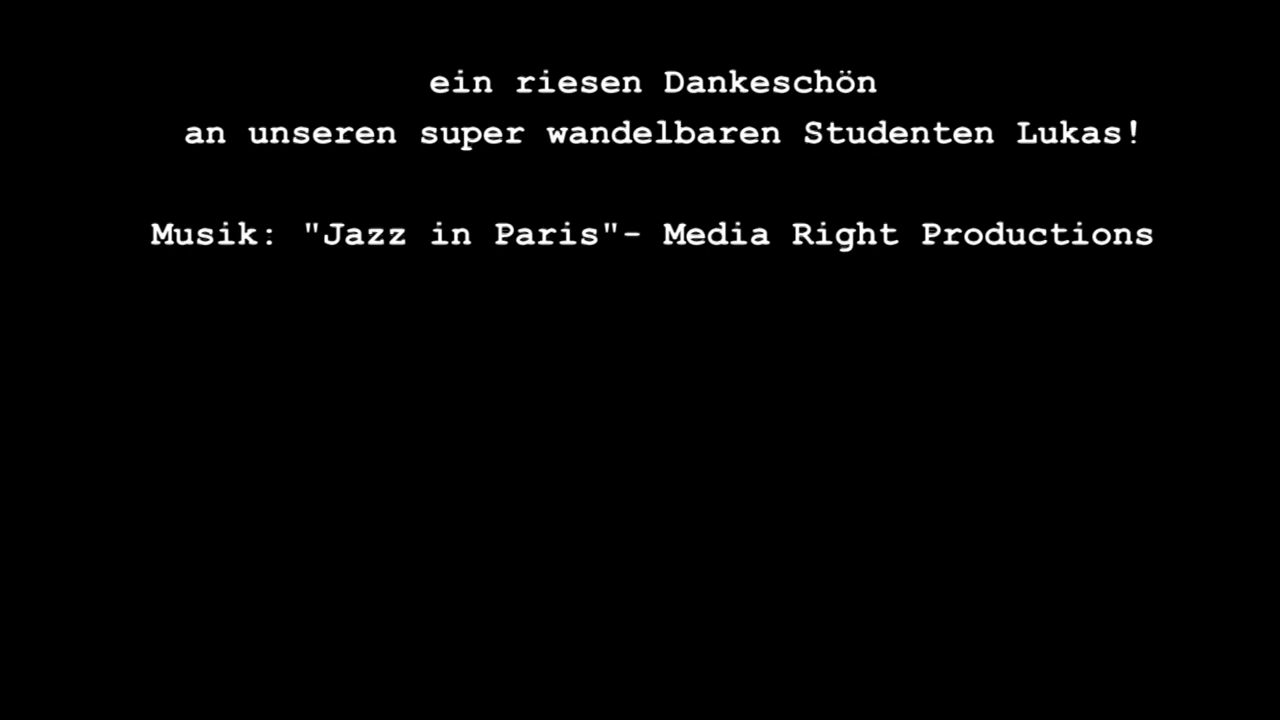 ein riesen Dankeschön
an unseren super wandelbaren Studenten Lukas!
Musik: "Jazz in Paris"- Media Right Productions